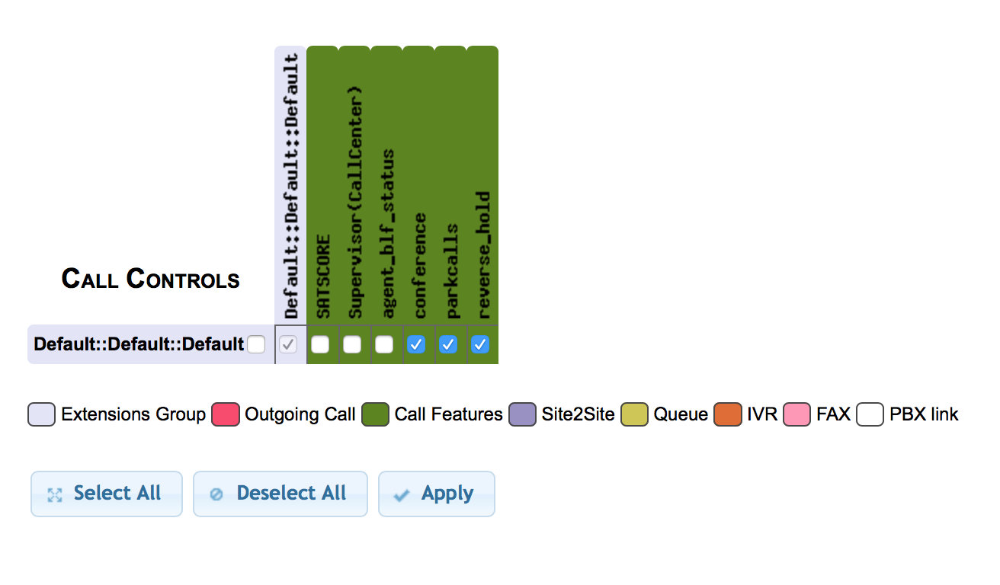 Default::Default::Default
SATSCORE
Supervisor(CallCenter)
agent_blf_status
conference
parkcalls
reverse_hold
Call Controls
Default::Default::Default
Extensions Group Outgoing Call Call Features Site2Site Queue IVR FAX PBX link
Select All Deselect All Apply